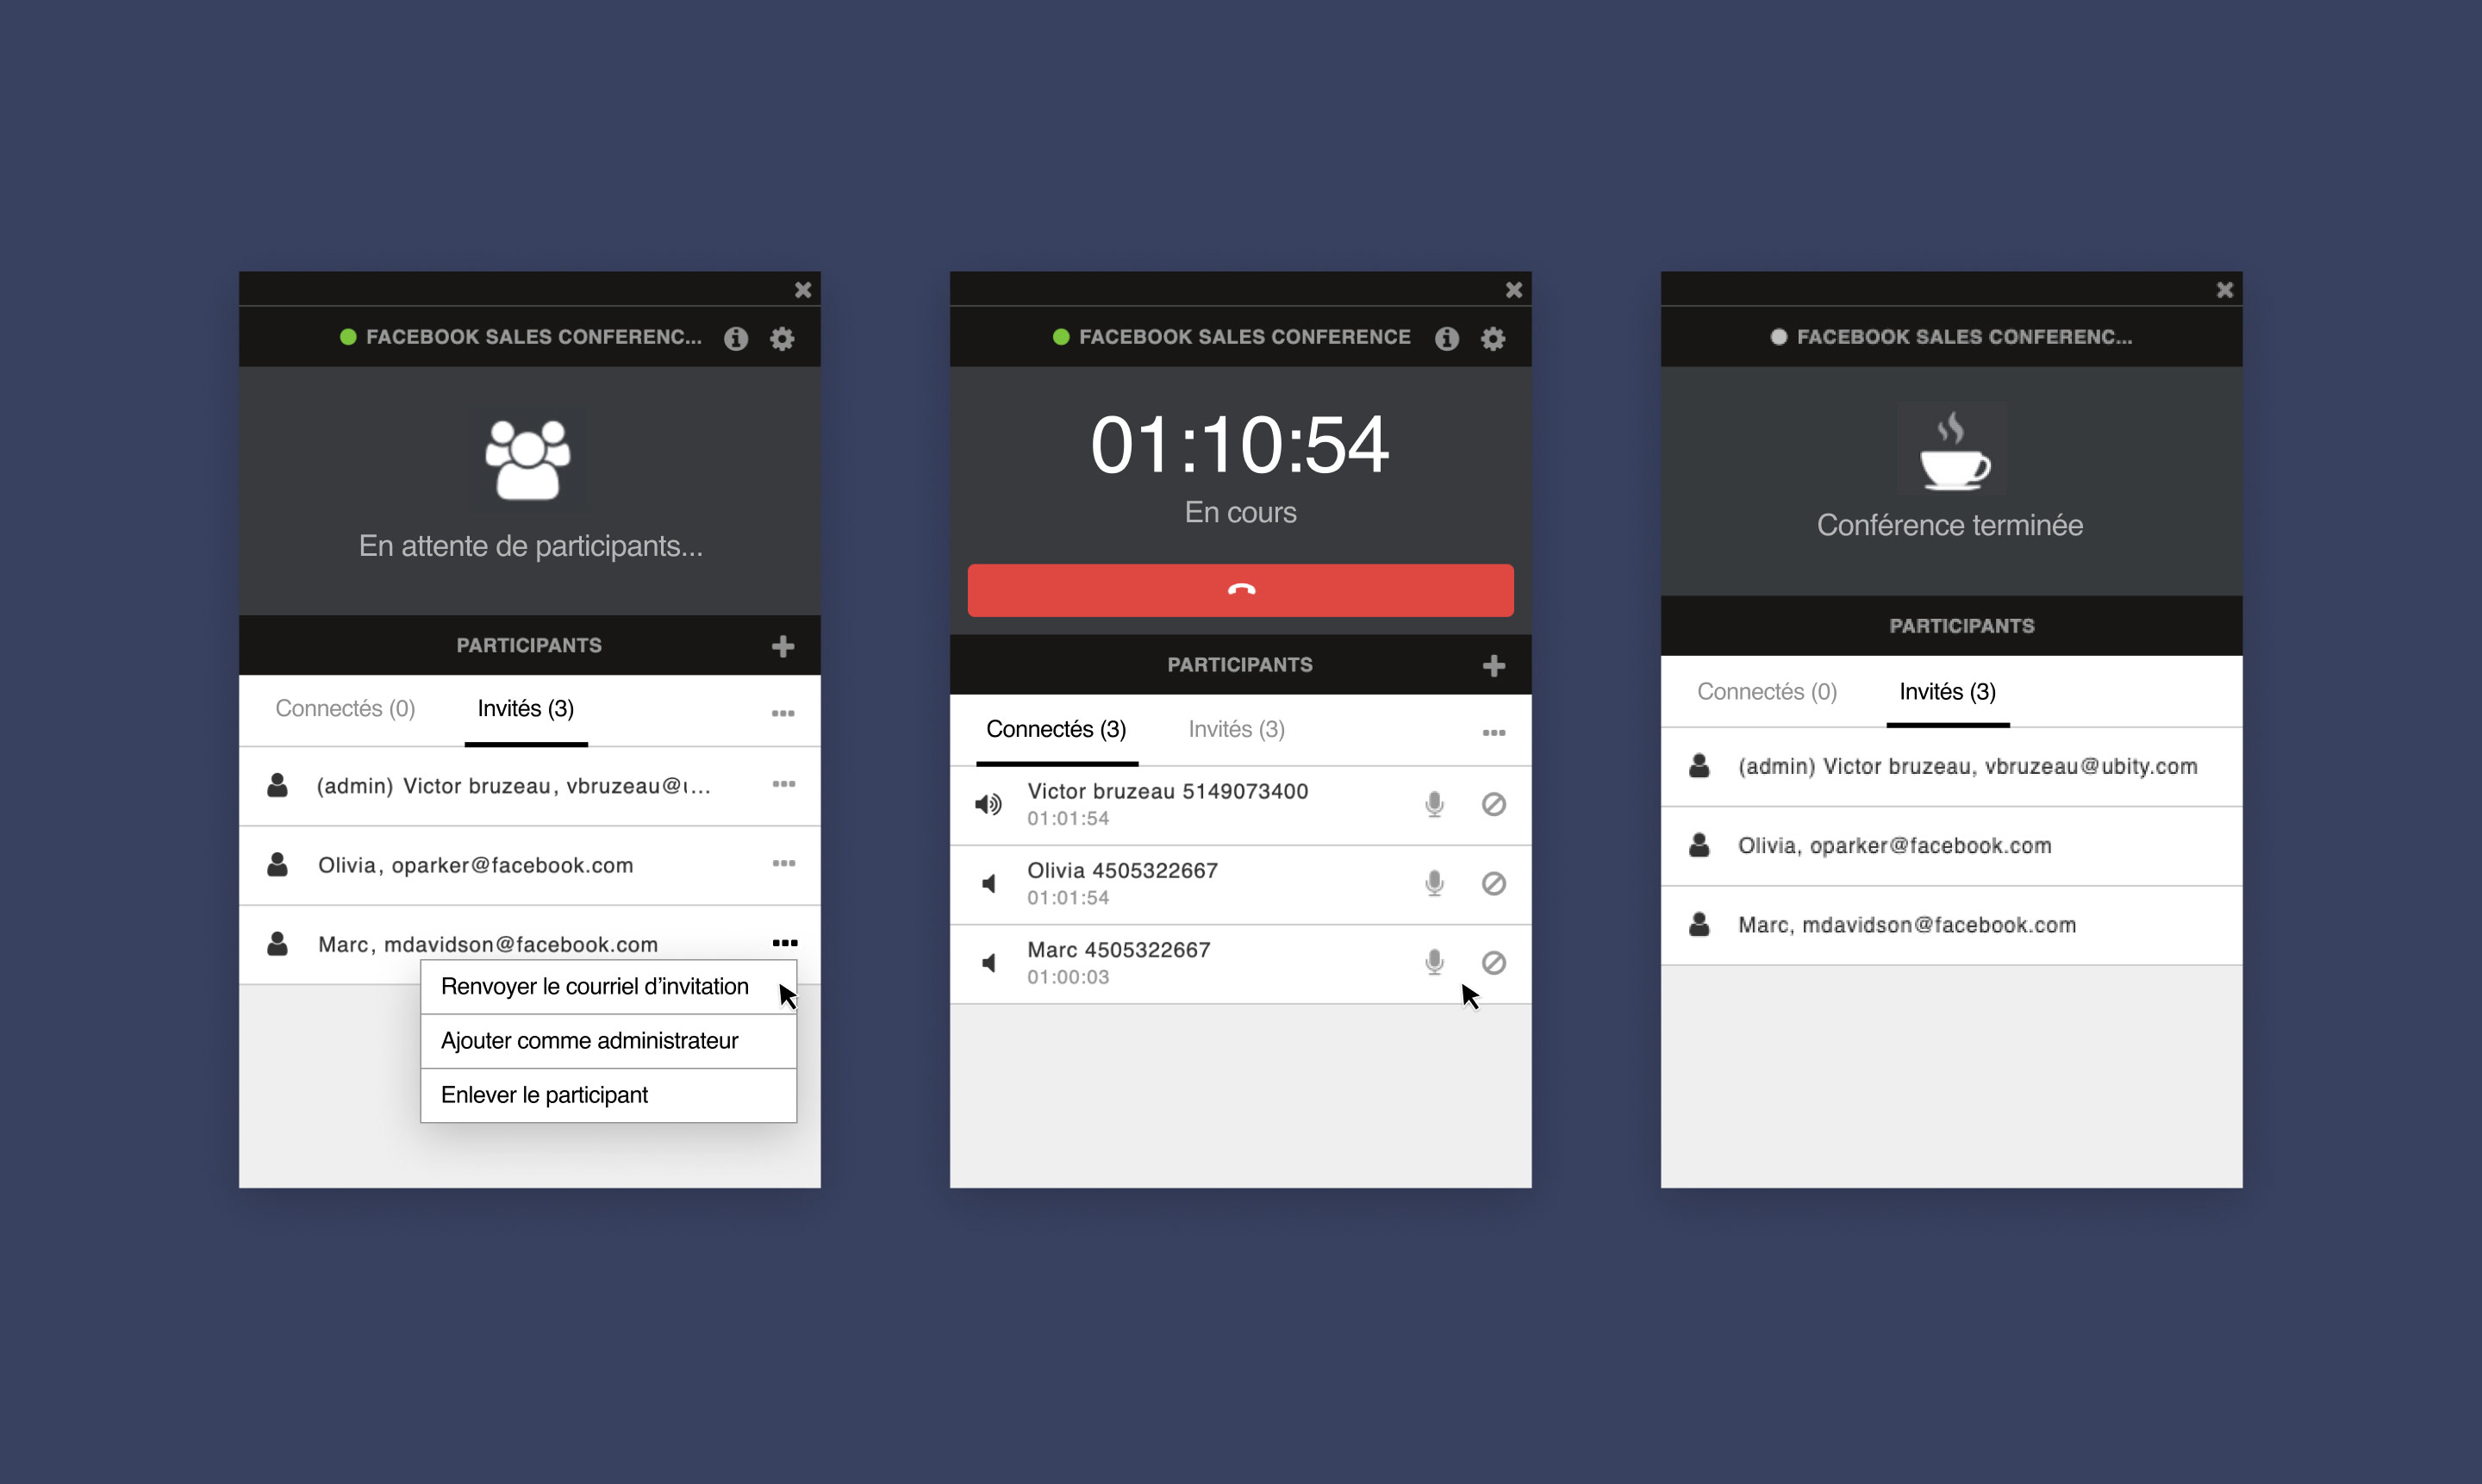 FACEBOOK SALES CONFERENC...
En attente de participants...
PARTICIPANTS
Connectés (0)
Invités (3)
(admin) Victor bruzeau, vbruzeau@...
Olivia, oparker@facebook.com
Marc, mdavidson@facebook.com
Renvoyer le courriel d’invitation
Ajouter comme administrateur
Enlever le participant
FACEBOOK SALES CONFERENCE
01:10:54
En cours
PARTICIPANTS
Connectés (3)
Invités (3)
Victor bruzeau 5149073400
01:01:54
Olivia 4505322667
01:01:54
Marc 4505322667
01:00:03
FACEBOOK SALES CONFERENC...
Conférence terminée
PARTICIPANTS
Connectés (0)
Invités (3)
(admin) Victor bruzeau, vbruzeau@ubity.com
Olivia, oparker@facebook.com
Marc, mdavidson@facebook.com